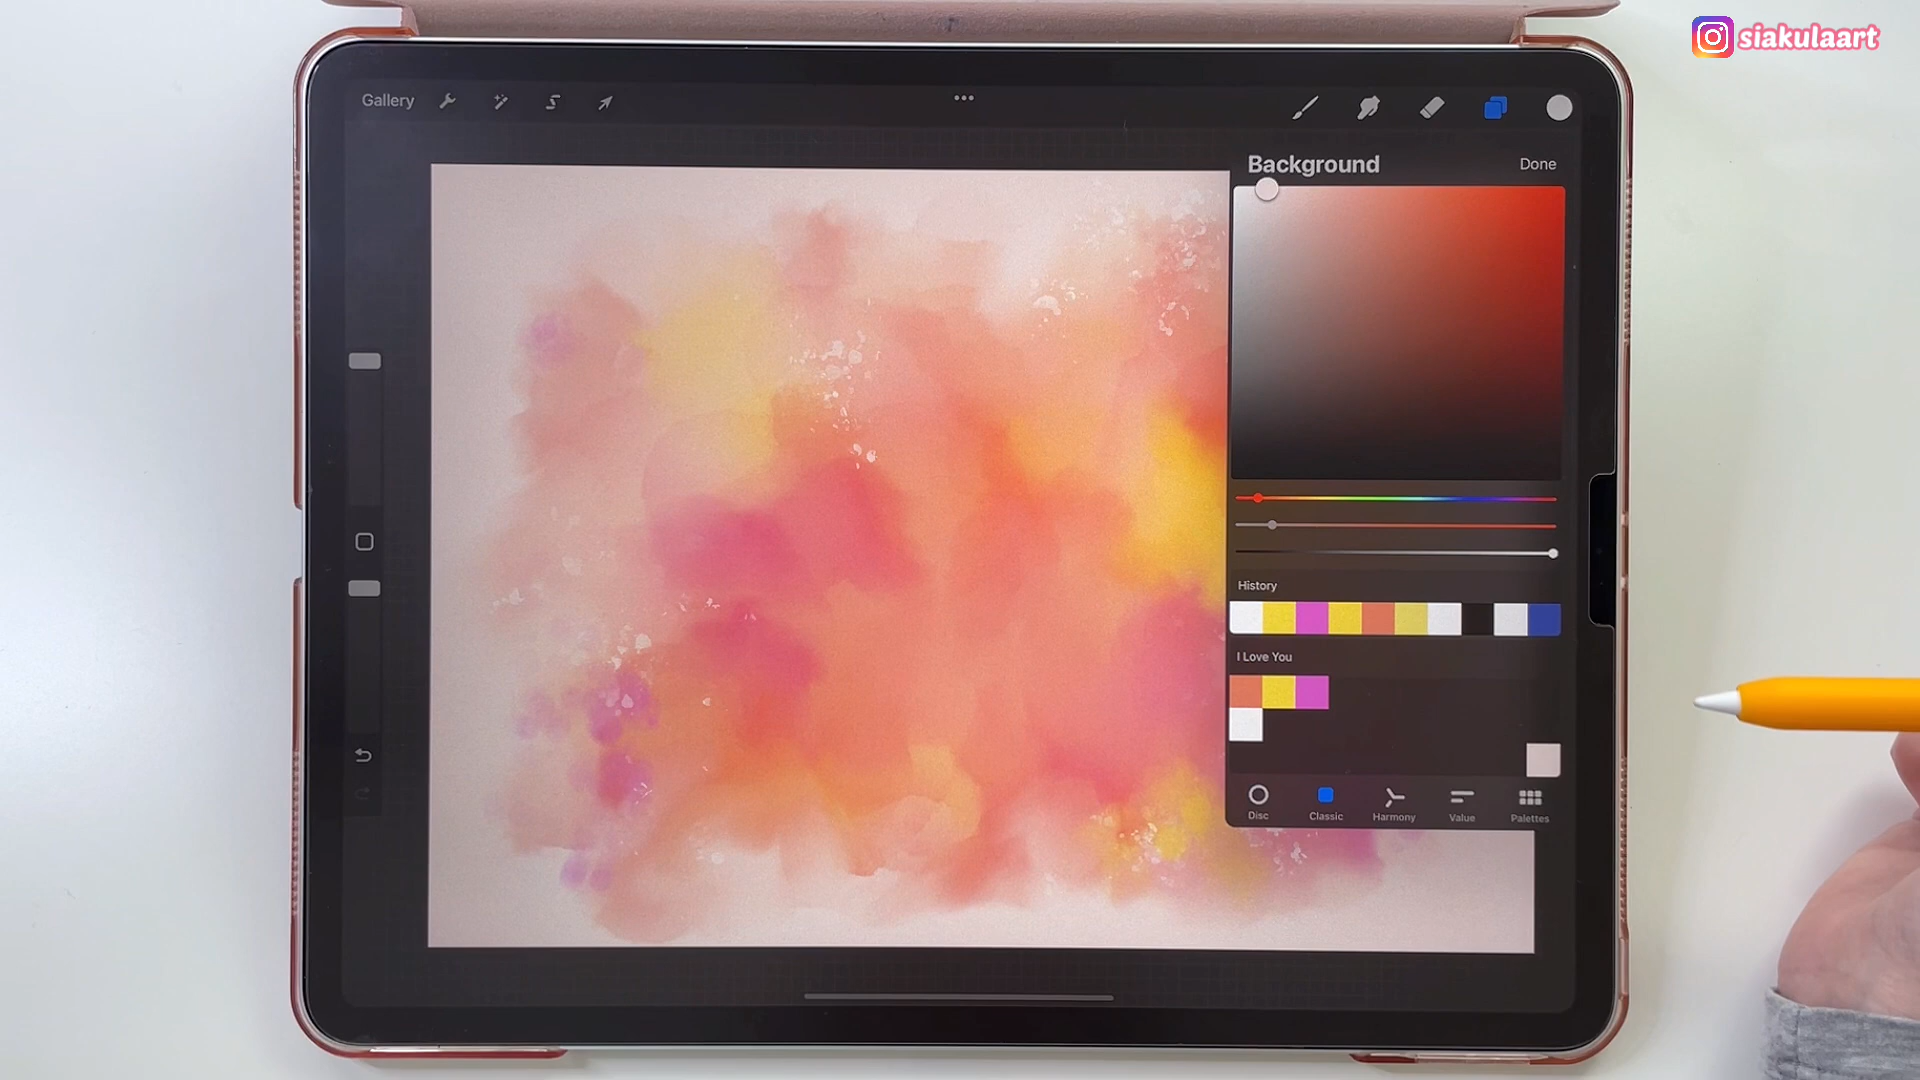 siakulaart
Gallery
Background
Done
History
I Love You
Disc
Classic
Harmony
Value
Palettes